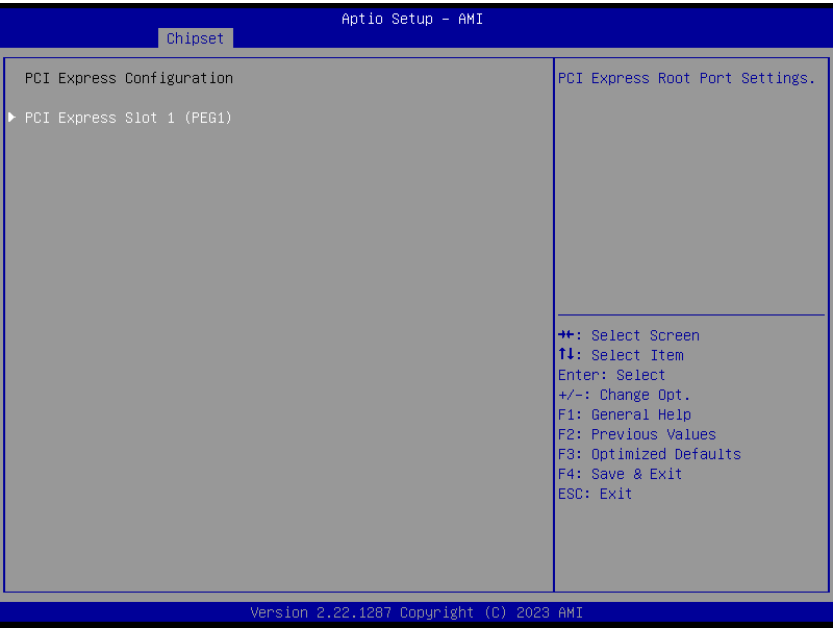 Aptio Setup – AMI
Chipset
PCI Express Configuration
PCI Express Slot 1 (PEG1)
PCI Express Root Port Settings.
→←: Select Screen
↑↓: Select Item
Enter: Select
+/-: Change Opt.
F1: General Help
F2: Previous Values
F3: Optimized Defaults
F4: Save & Exit
ESC: Exit
Version 2.22.1287 Copyright (C) 2023 AMI